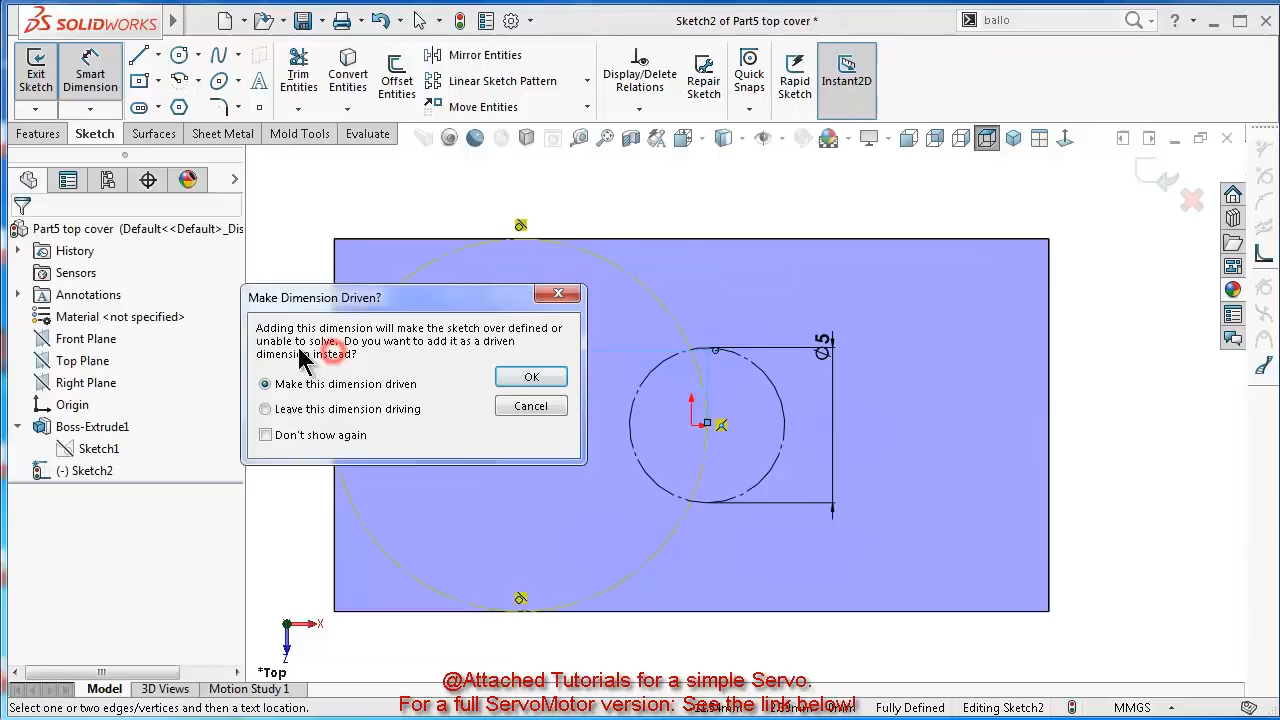 SOLIDWORKS
Sketch2 of Part5 top cover *
ballo
Exit Sketch
Smart Dimension
Trim Entities
Convert Entities
Offset Entities
Mirror Entities
Linear Sketch Pattern
Move Entities
Display/Delete Relations
Repair Sketch
Quick Snaps
Rapid Sketch
Instant2D
Features
Sketch
Surfaces
Sheet Metal
Mold Tools
Evaluate
Part5 top cover (Default<<Default>_Dis
History
Sensors
Annotations
Material <not specified>
Front Plane
Top Plane
Right Plane
Origin
Boss-Extrude1
Sketch1
(-) Sketch2
Make Dimension Driven?
Adding this dimension will make the sketch over defined or
unable to solve. Do you want to add it as a driven
dimension instead?
Make this dimension driven
Leave this dimension driving
Don't show again
OK
Cancel
∅5
X
Z
*Top
@Attached Tutorials for a simple Servo.
For a full ServoMotor version: See the link below!
Model
3D Views
Motion Study 1
Select one or two edges/vertices and then a text location.
Fully Defined
Editing Sketch2
MMGS